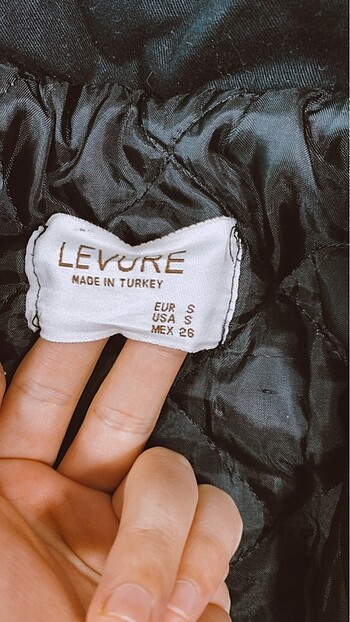 LEVURE
MADE IN TURKEY
EUR S
USA S
MEX 26